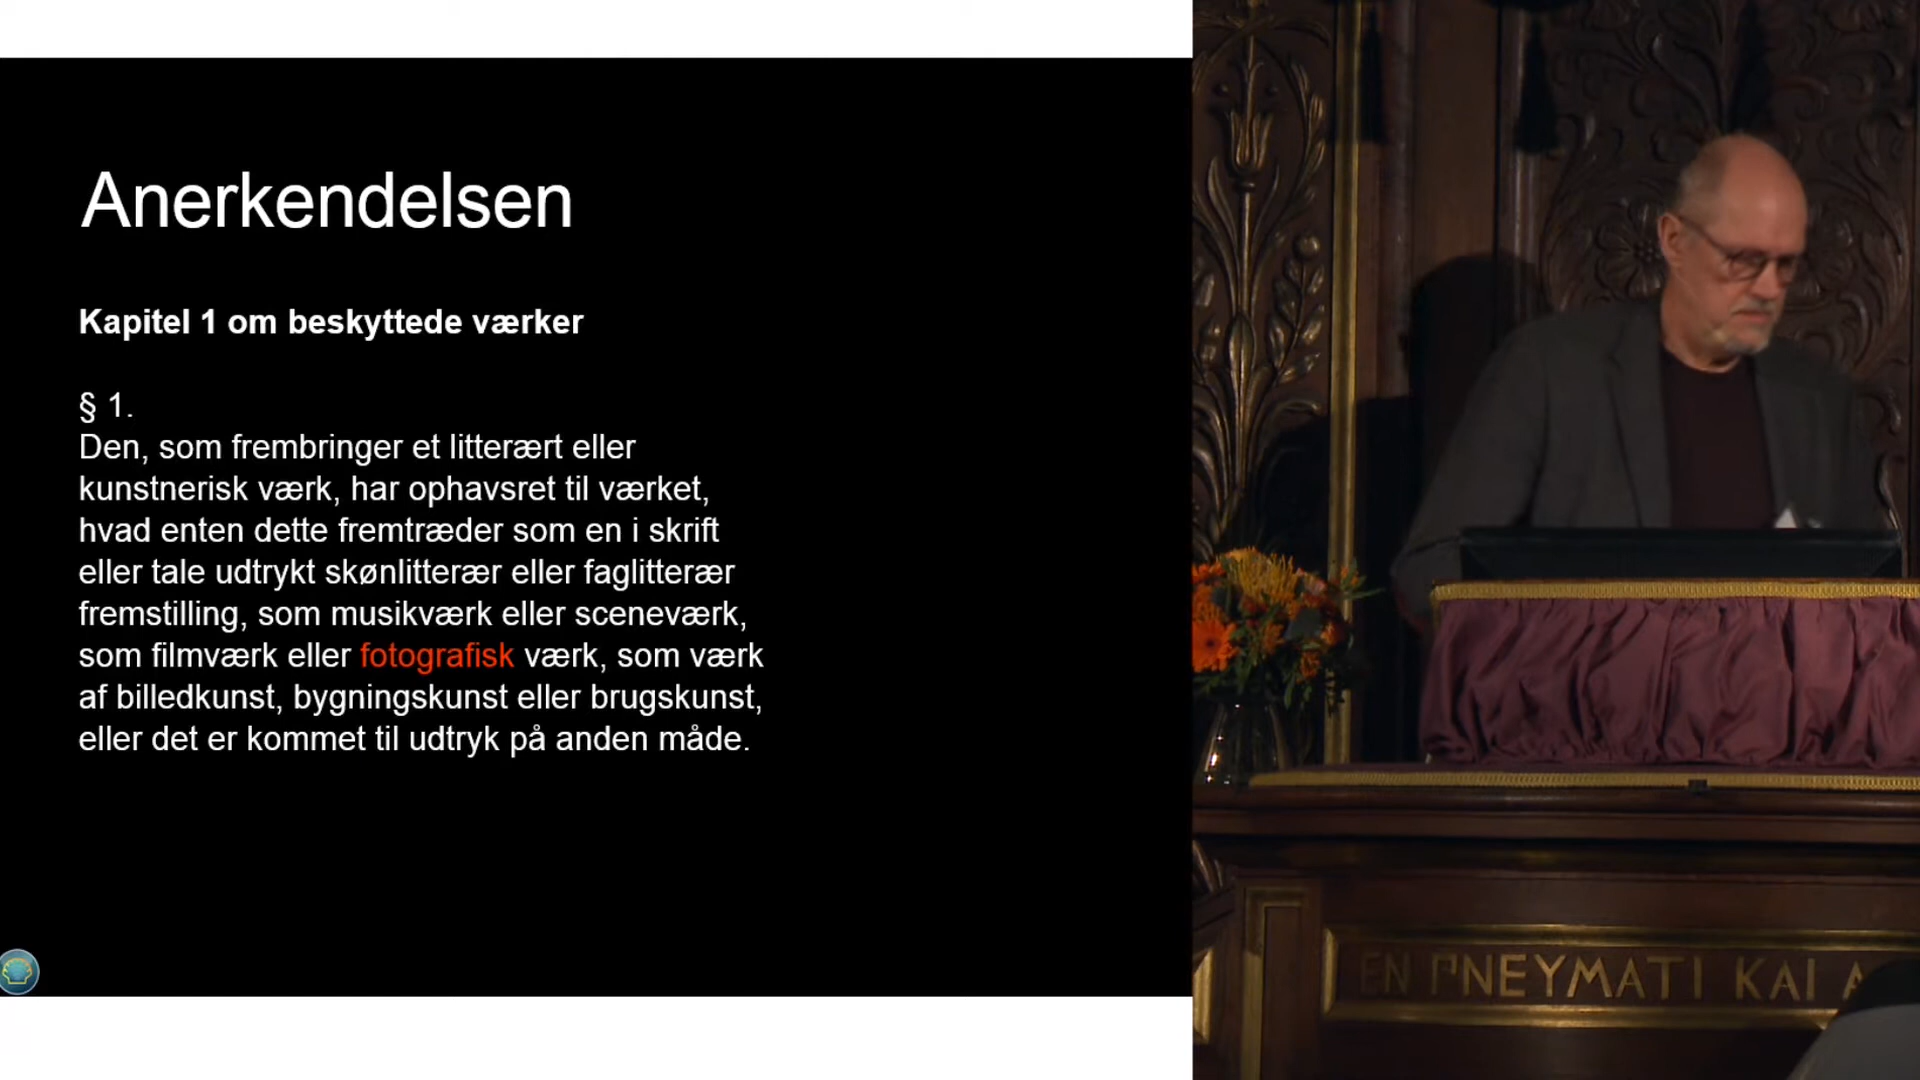 Anerkendelsen
Kapitel 1 om beskyttede værker
§ 1.
Den, som frembringer et litterært eller
kunstnerisk værk, har ophavsret til værket,
hvad enten dette fremtræder som en i skrift
eller tale udtrykt skønlitterær eller faglitterær
fremstilling, som musikværk eller sceneværk,
som filmværk eller fotografisk værk, som værk
af billedkunst, bygningskunst eller brugskunst,
eller det er kommet til udtryk på anden måde.
ΕΝ ΠΝΕΥΜΑΤΙ ΚΑΙ Α